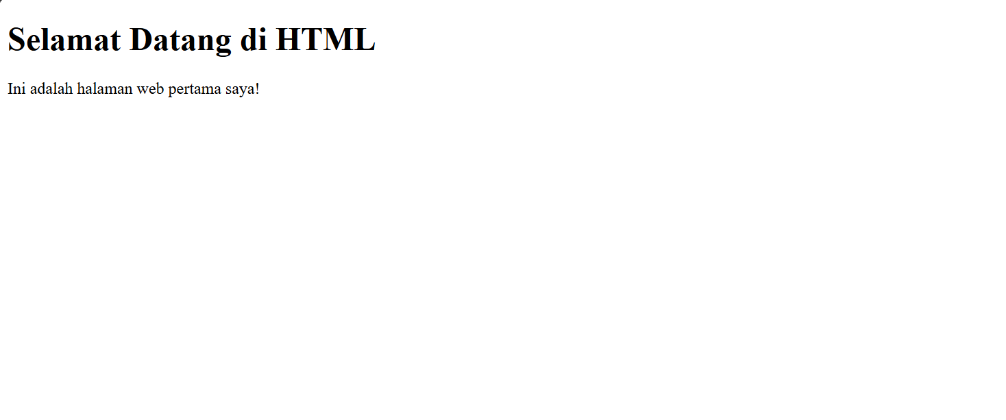 Selamat Datang di HTML
Ini adalah halaman web pertama saya!